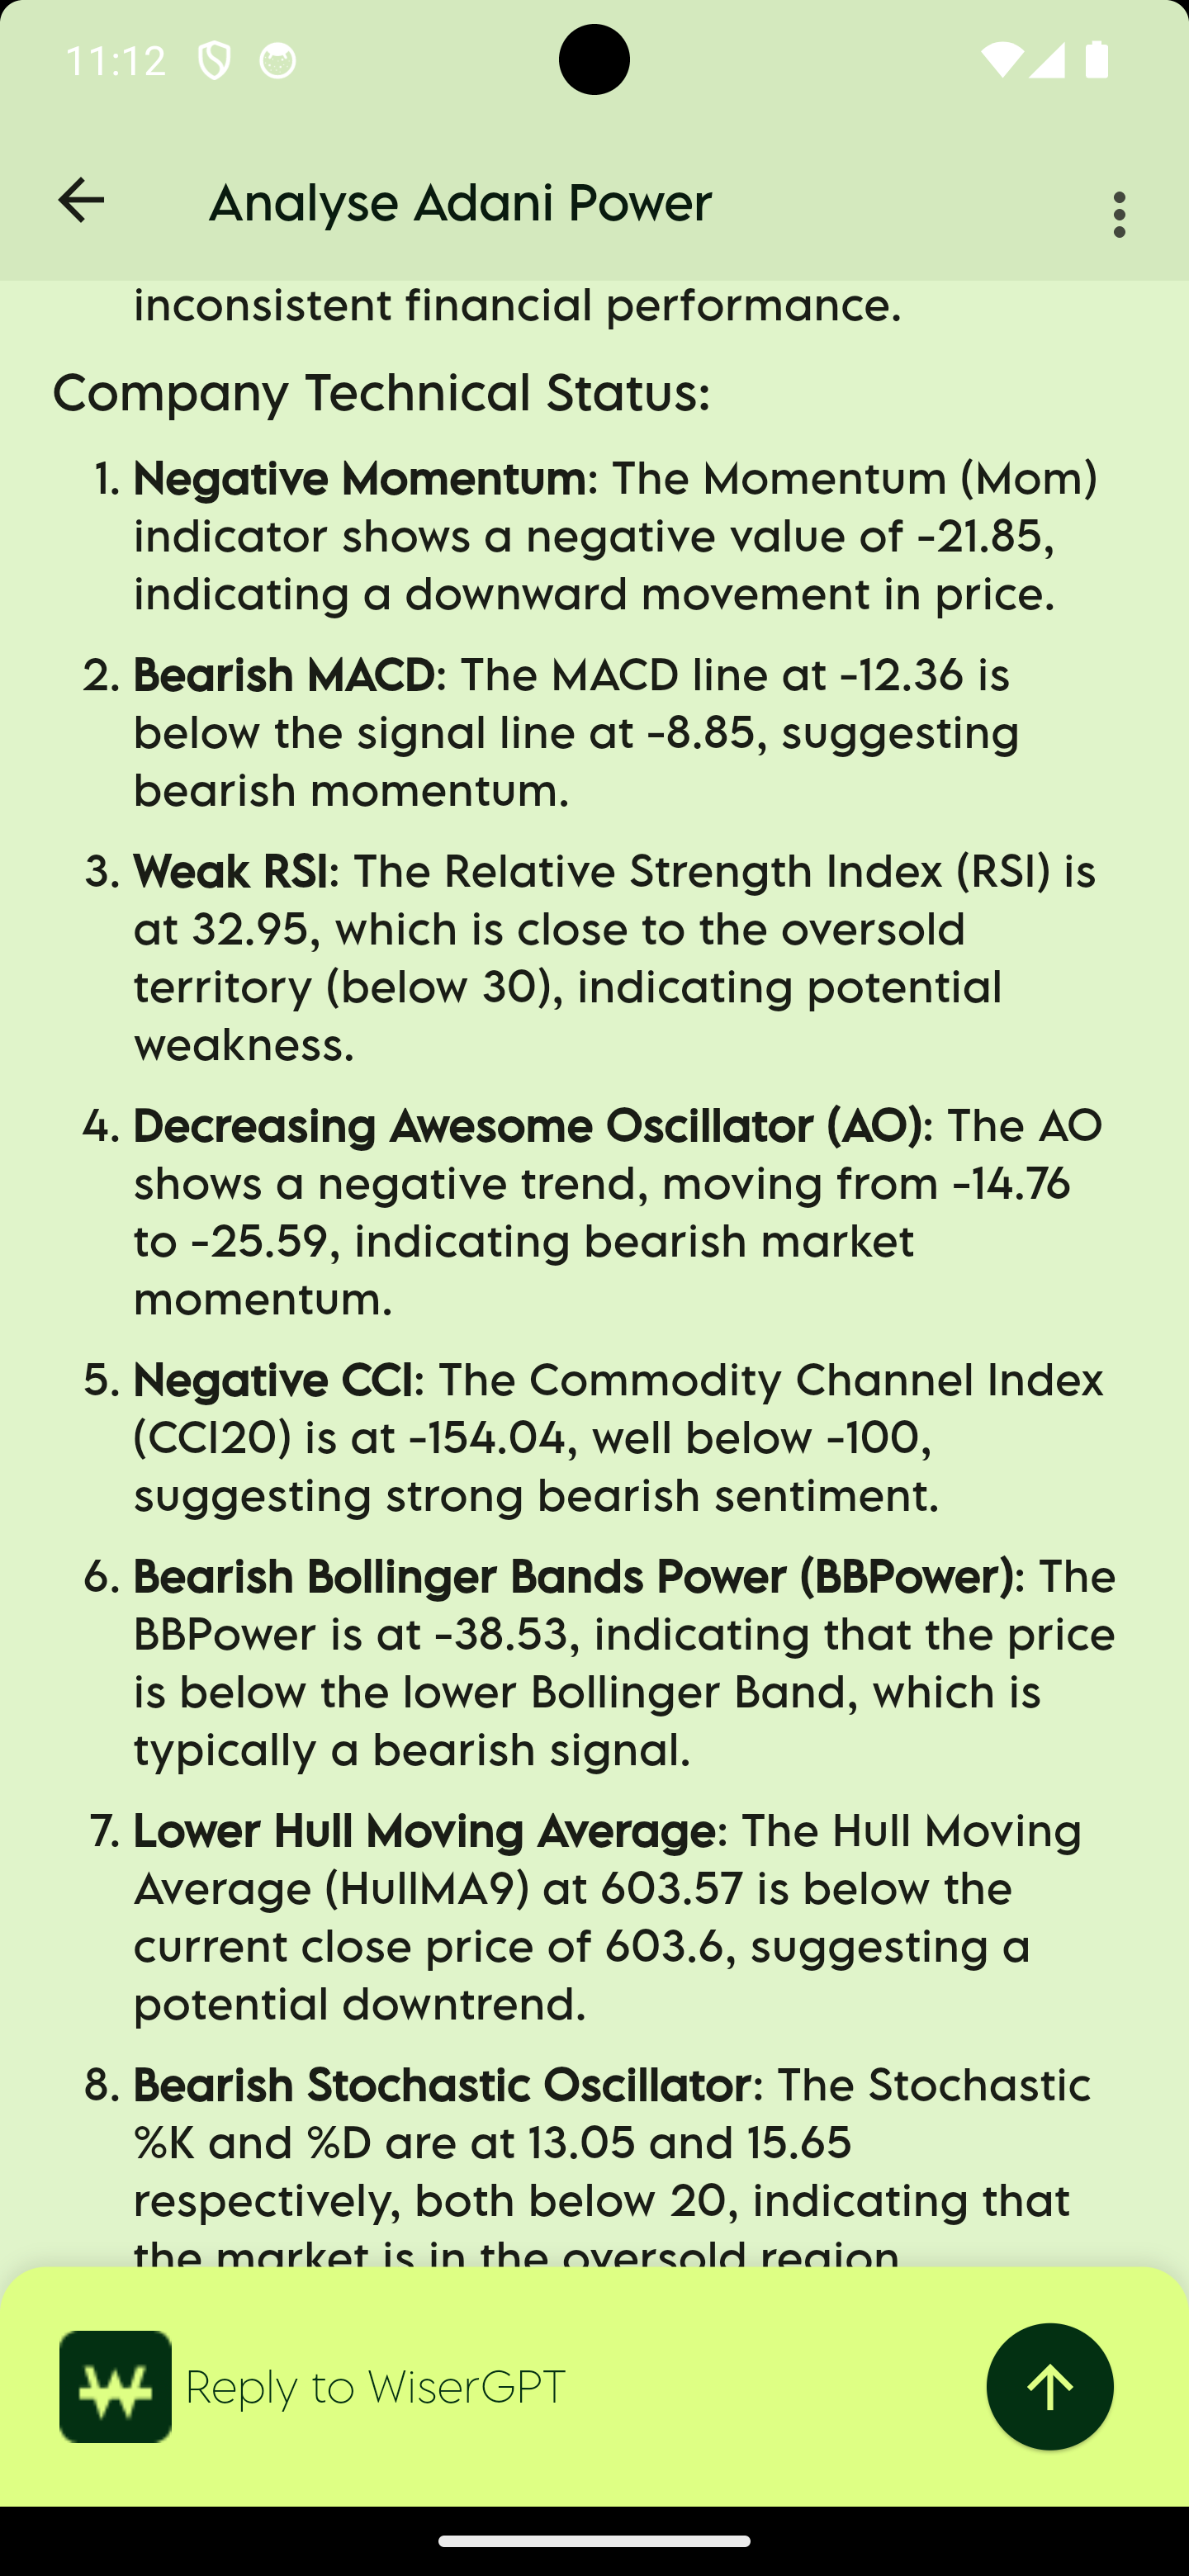 11:12
Analyse Adani Power
inconsistent financial performance.
Company Technical Status:
1. Negative Momentum: The Momentum (Mom)
indicator shows a negative value of -21.85,
indicating a downward movement in price.
2. Bearish MACD: The MACD line at -12.36 is
below the signal line at -8.85, suggesting
bearish momentum.
3. Weak RSI: The Relative Strength Index (RSI) is
at 32.95, which is close to the oversold
territory (below 30), indicating potential
weakness.
4. Decreasing Awesome Oscillator (AO): The AO
shows a negative trend, moving from -14.76
to -25.59, indicating bearish market
momentum.
5. Negative CCI: The Commodity Channel Index
(CCI20) is at -154.04, well below -100,
suggesting strong bearish sentiment.
6. Bearish Bollinger Bands Power (BBPower): The
BBPower is at -38.53, indicating that the price
is below the lower Bollinger Band, which is
typically a bearish signal.
7. Lower Hull Moving Average: The Hull Moving
Average (HullMA9) at 603.57 is below the
current close price of 603.6, suggesting a
potential downtrend.
8. Bearish Stochastic Oscillator: The Stochastic
%K and %D are at 13.05 and 15.65
respectively, both below 20, indicating that
the market is in the oversold region
Reply to WiserGPT